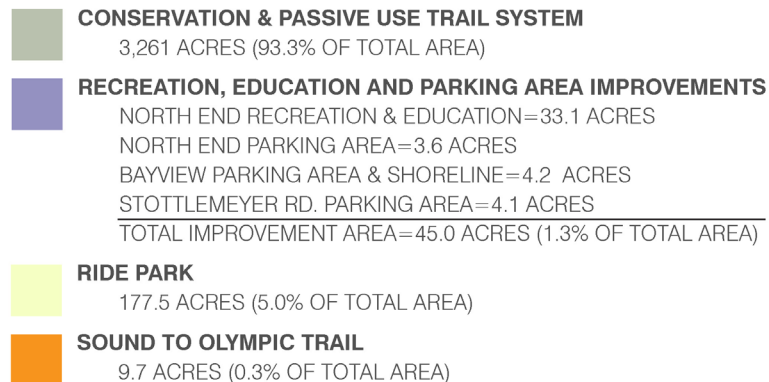 CONSERVATION & PASSIVE USE TRAIL SYSTEM
3,261 ACRES (93.3% OF TOTAL AREA)
RECREATION, EDUCATION AND PARKING AREA IMPROVEMENTS
NORTH END RECREATION & EDUCATION=33.1 ACRES
NORTH END PARKING AREA=3.6 ACRES
BAYVIEW PARKING AREA & SHORELINE=4.2 ACRES
STOTTLEMEYER RD. PARKING AREA=4.1 ACRES
TOTAL IMPROVEMENT AREA=45.0 ACRES (1.3% OF TOTAL AREA)
RIDE PARK
177.5 ACRES (5.0% OF TOTAL AREA)
SOUND TO OLYMPIC TRAIL
9.7 ACRES (0.3% OF TOTAL AREA)